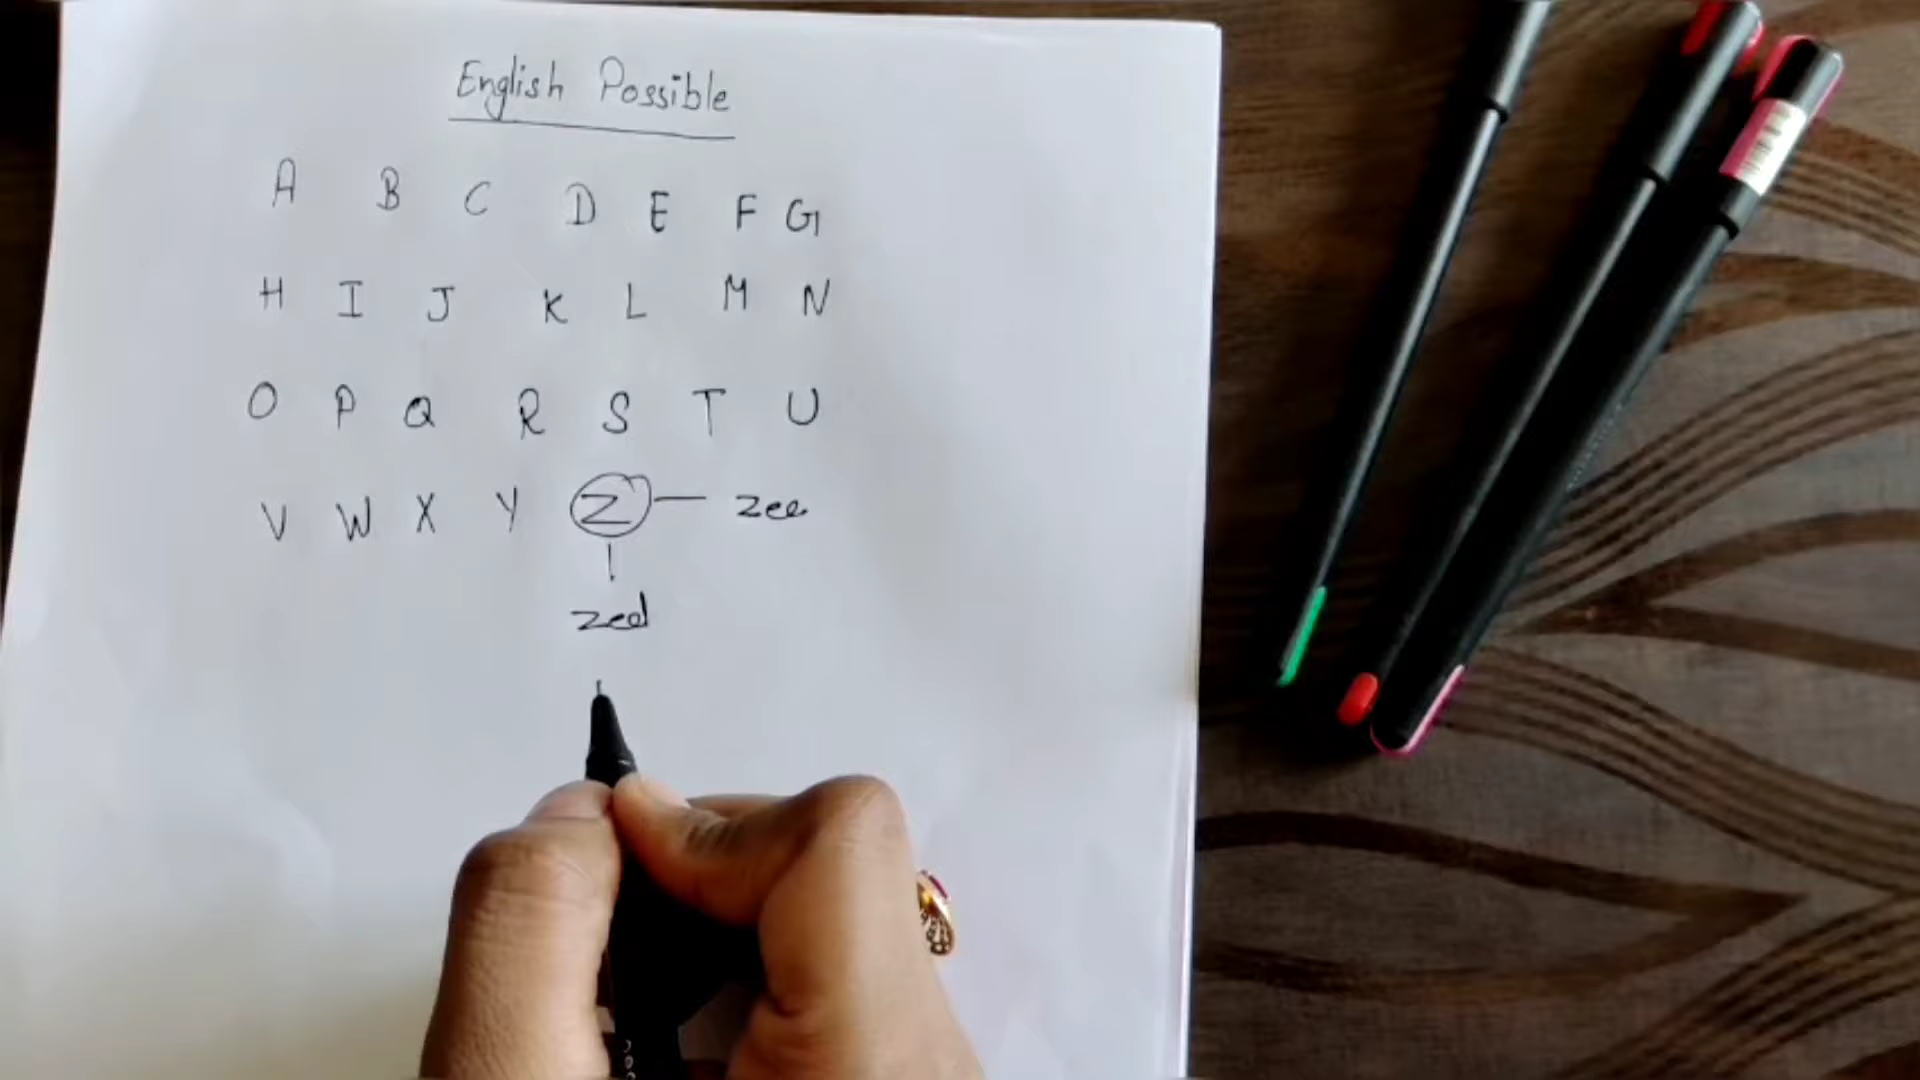 English Possible
A B C D E F G
H I J K L M N
O P Q R S T U
V W X Y Z — zee
zed